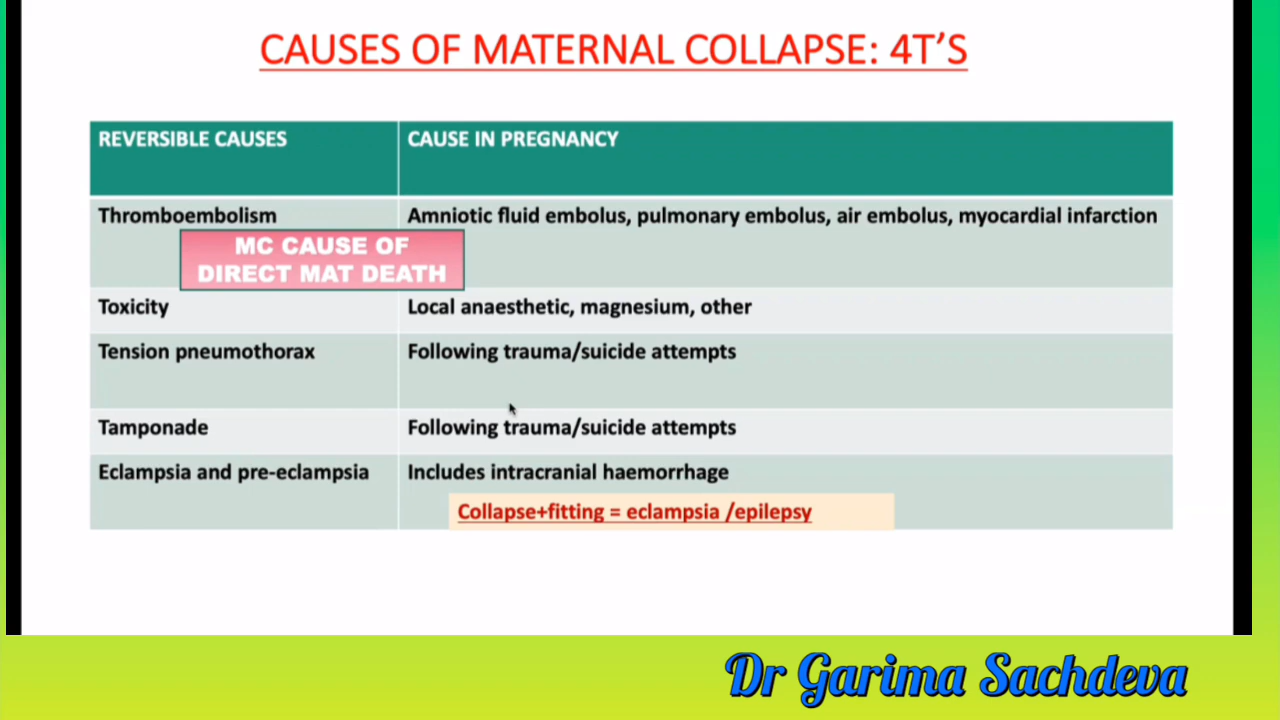 CAUSES OF MATERNAL COLLAPSE: 4T’S
REVERSIBLE CAUSES
CAUSE IN PREGNANCY
Thromboembolism
Amniotic fluid embolus, pulmonary embolus, air embolus, myocardial infarction
MC CAUSE OF
DIRECT MAT DEATH
Toxicity
Local anaesthetic, magnesium, other
Tension pneumothorax
Following trauma/suicide attempts
Tamponade
Following trauma/suicide attempts
Eclampsia and pre-eclampsia
Includes intracranial haemorrhage
Collapse+fitting = eclampsia /epilepsy
Dr Garima Sachdeva